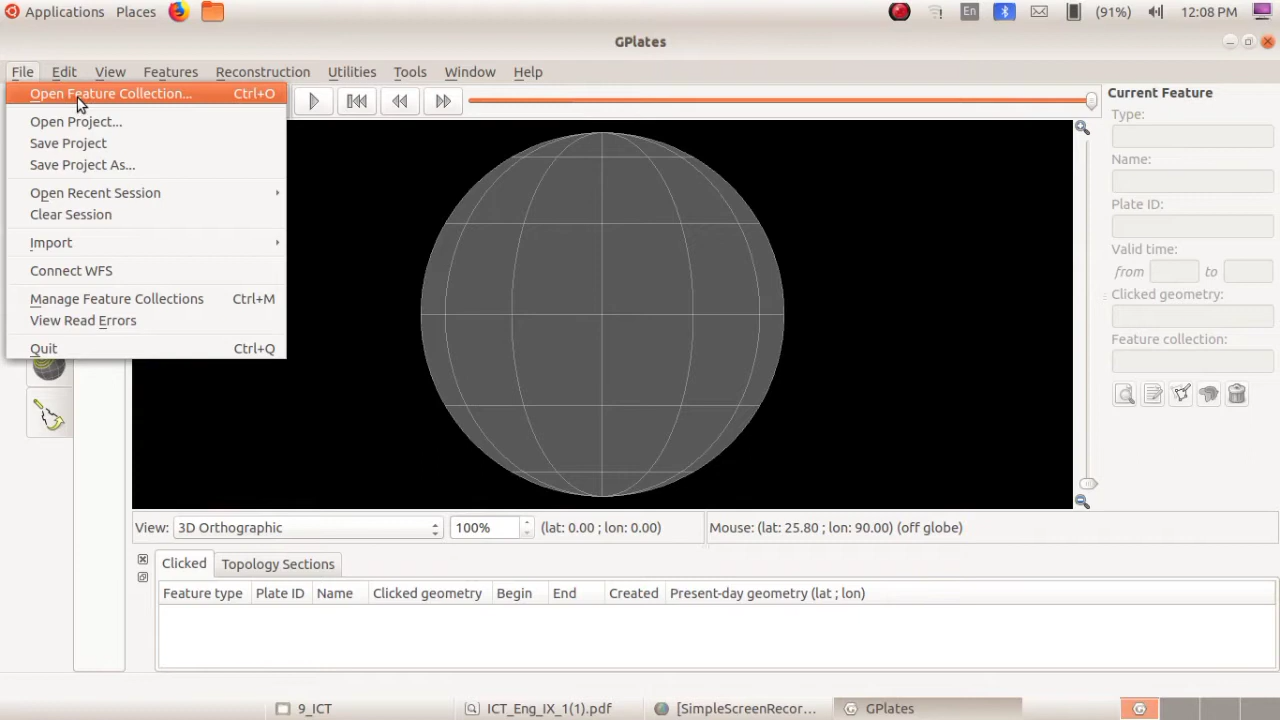 Applications Places En (91%) 12:08 PM
GPlates
File Edit View Features Reconstruction Utilities Tools Window Help
Open Feature Collection... Ctrl+O
Open Project...
Save Project
Save Project As...
Open Recent Session
Clear Session
Import
Connect WFS
Manage Feature Collections Ctrl+M
View Read Errors
Quit Ctrl+Q
Current Feature
Type:
Name:
Plate ID:
Valid time:
from to
Clicked geometry:
Feature collection:
View: 3D Orthographic 100% (lat: 0.00 ; lon: 0.00) Mouse: (lat: 25.80 ; lon: 90.00) (off globe)
Clicked Topology Sections
Feature type Plate ID Name Clicked geometry Begin End Created Present-day geometry (lat ; lon)
9_ICT ICT_Eng_IX_1(1).pdf [SimpleScreenRecor... GPlates